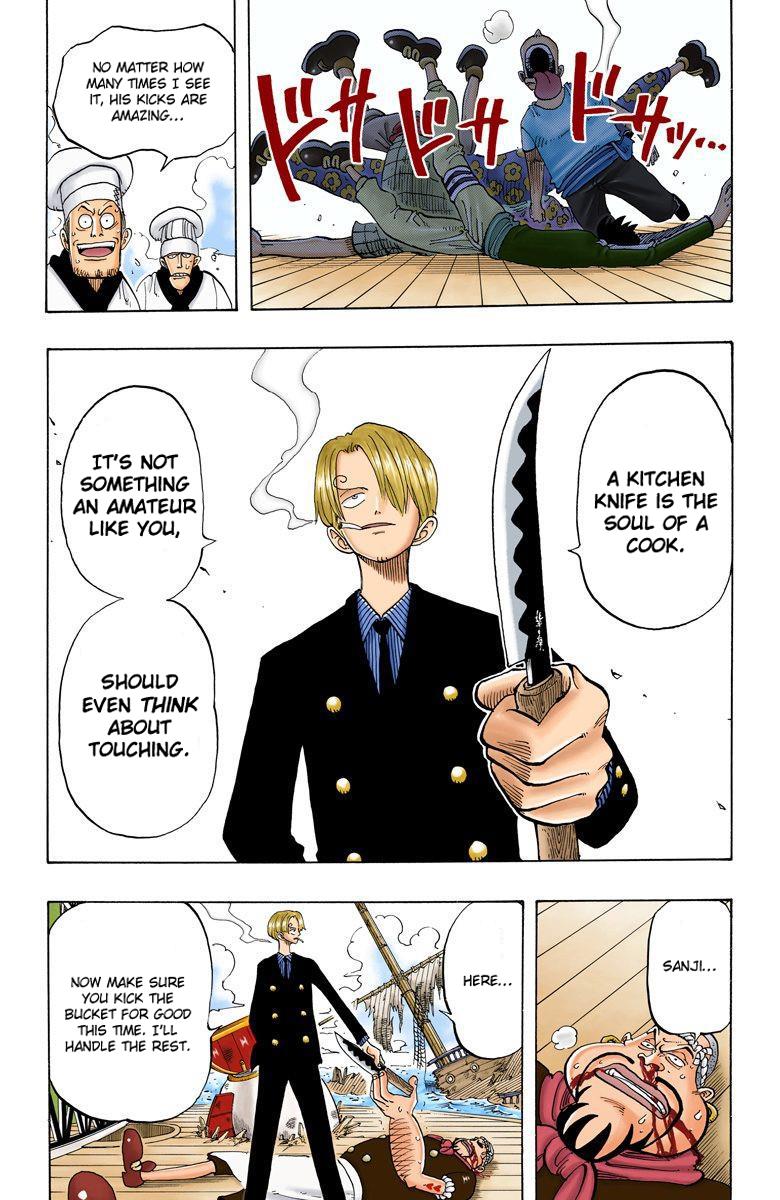 ドサ
ドサ
ドサッ…
NO MATTER HOW
MANY TIMES I SEE
IT, HIS KICKS ARE
AMAZING...
A KITCHEN
KNIFE IS THE
SOUL OF A
COOK.
IT'S NOT
SOMETHING
AN AMATEUR
LIKE YOU,
SHOULD
EVEN THINK
ABOUT
TOUCHING.
SANJI...
HERE...
NOW MAKE SURE
YOU KICK THE
BUCKET FOR GOOD
THIS TIME. I'LL
HANDLE THE REST.